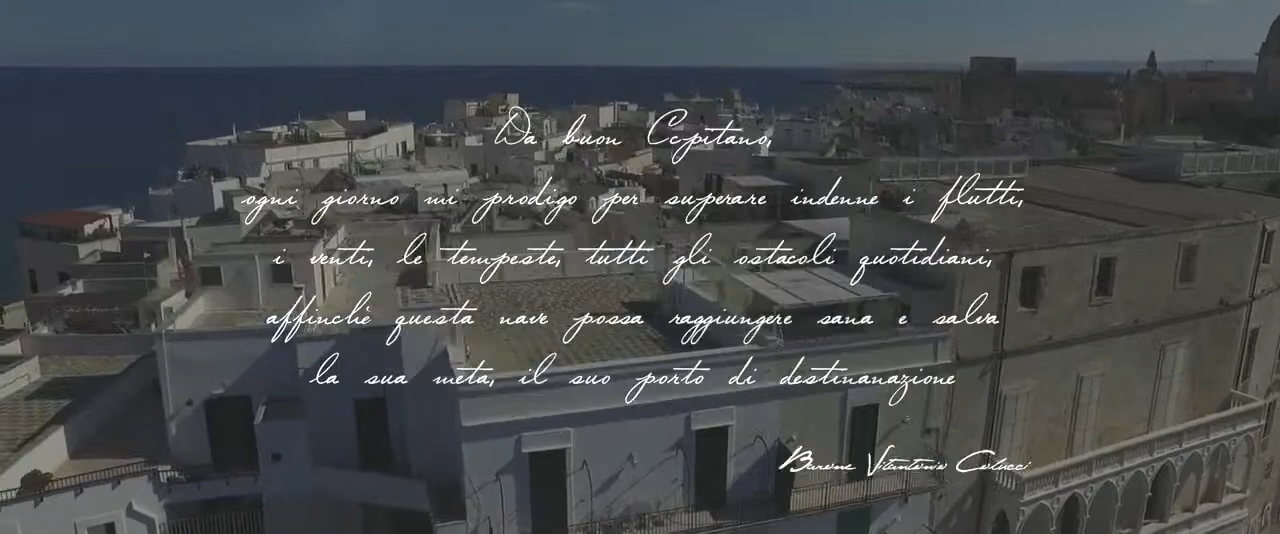 Da buon Capitano,
ogni giorno mi prodigo per superare indenne i flutti,
i venti, le tempeste, tutti gli ostacoli quotidiani,
affinchè questa nave possa raggiungere sana e salva
la sua meta, il suo porto di destinanazione
Barone Vitantonio Colucci